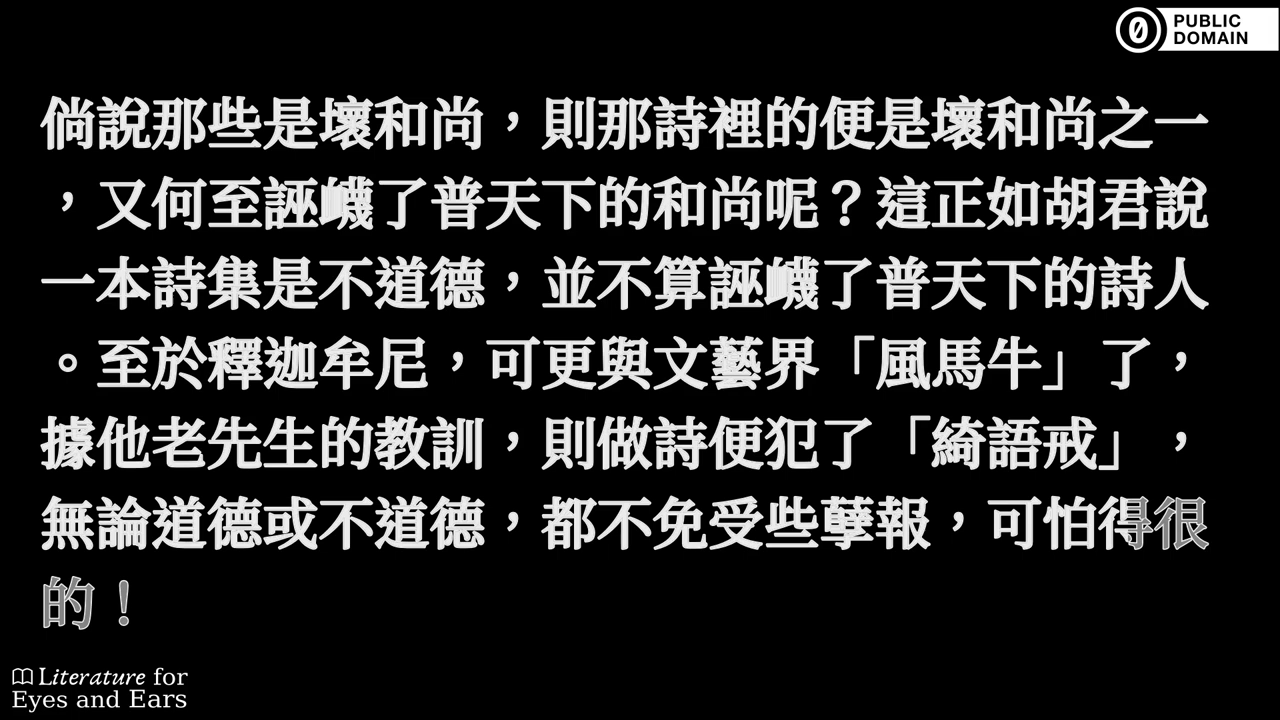 PUBLIC
DOMAIN
倘說那些是壞和尚，則那詩裡的便是壞和尚之一
，又何至誣衊了普天下的和尚呢？這正如胡君說
一本詩集是不道德，並不算誣衊了普天下的詩人
。至於釋迦牟尼，可更與文藝界「風馬牛」了，
據他老先生的教訓，則做詩便犯了「綺語戒」，
無論道德或不道德，都不免受些孽報，可怕得很
的！
Literature for
Eyes and Ears